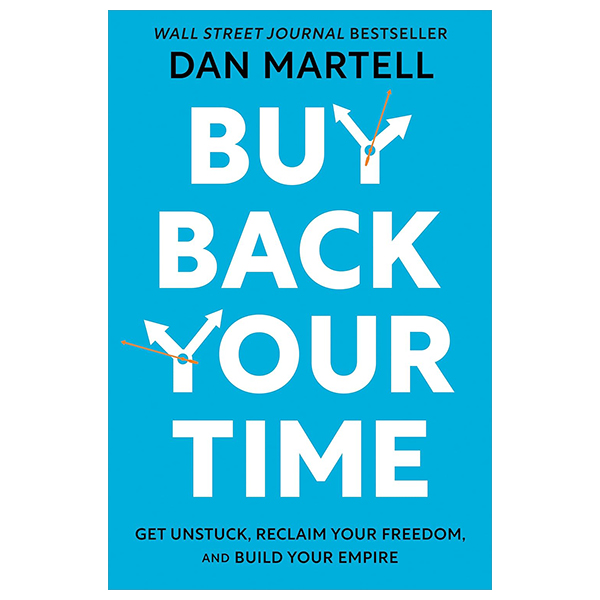 WALL STREET JOURNAL BESTSELLER
DAN MARTELL
BUY
BACK
YOUR
TIME
GET UNSTUCK, RECLAIM YOUR FREEDOM,
AND BUILD YOUR EMPIRE